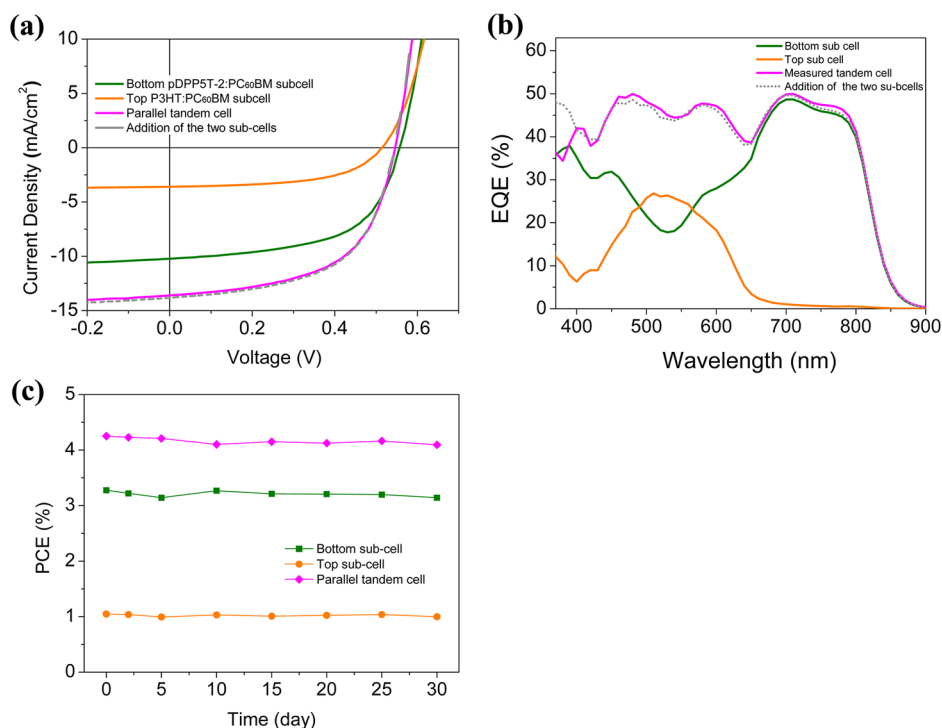 (a)
10
5
0
-5
-10
-15
Current Density (mA/cm²)
Bottom pDPP5T-2:PC₆₀BM subcell
Top P3HT:PC₆₀BM subcell
Parallel tandem cell
Addition of the two sub-cells
-0.2 0.0 0.2 0.4 0.6
Voltage (V)
(b)
60
50
40
30
20
10
0
EQE (%)
Bottom sub cell
Top sub cell
Measured tandem cell
Addition of the two su-bcells
400 500 600 700 800 900
Wavelength (nm)
(c)
5
4
3
2
1
0
PCE (%)
Bottom sub-cell
Top sub-cell
Parallel tandem cell
0 5 10 15 20 25 30
Time (day)